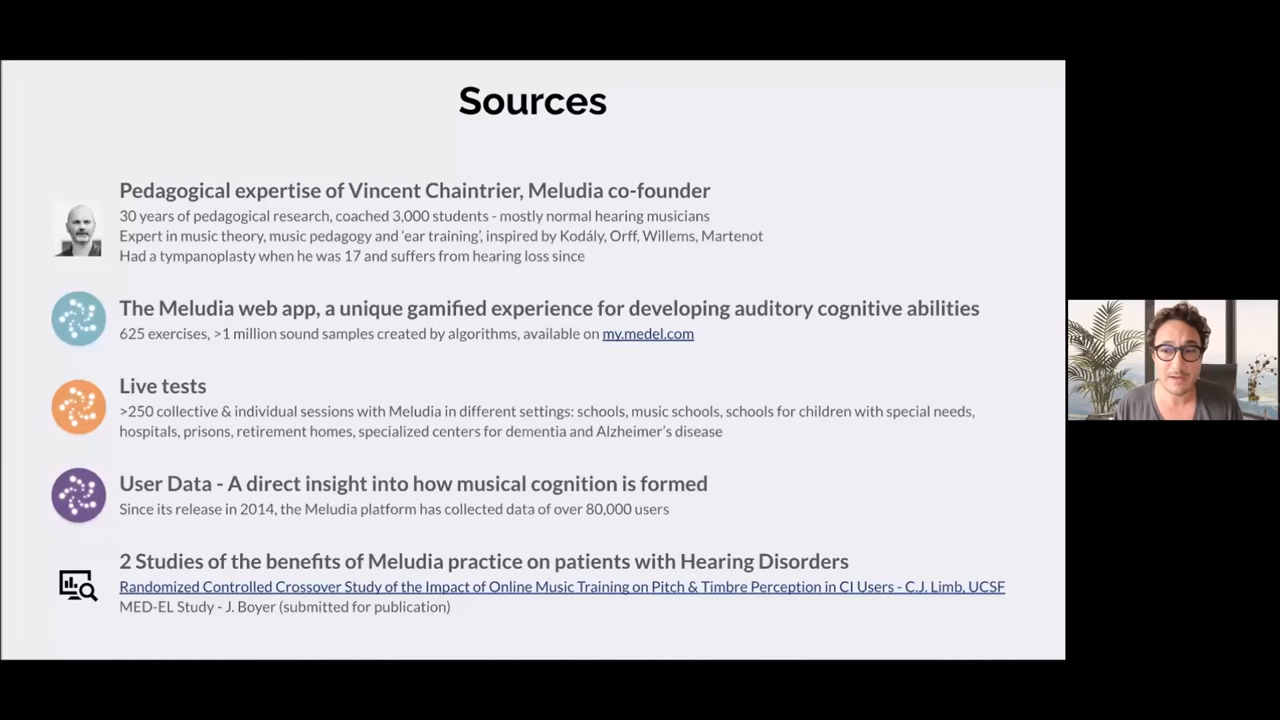 Sources
Pedagogical expertise of Vincent Chaintrier, Meludia co-founder
30 years of pedagogical research, coached 3,000 students - mostly normal hearing musicians
Expert in music theory, music pedagogy and ‘ear training’, inspired by Kodály, Orff, Willems, Martenot
Had a tympanoplasty when he was 17 and suffers from hearing loss since
The Meludia web app, a unique gamified experience for developing auditory cognitive abilities
625 exercises, >1 million sound samples created by algorithms, available on my.medel.com
Live tests
>250 collective & individual sessions with Meludia in different settings: schools, music schools, schools for children with special needs,
hospitals, prisons, retirement homes, specialized centers for dementia and Alzheimer’s disease
User Data - A direct insight into how musical cognition is formed
Since its release in 2014, the Meludia platform has collected data of over 80,000 users
2 Studies of the benefits of Meludia practice on patients with Hearing Disorders
Randomized Controlled Crossover Study of the Impact of Online Music Training on Pitch & Timbre Perception in CI Users - C.J. Limb, UCSF
MED-EL Study - J. Boyer (submitted for publication)